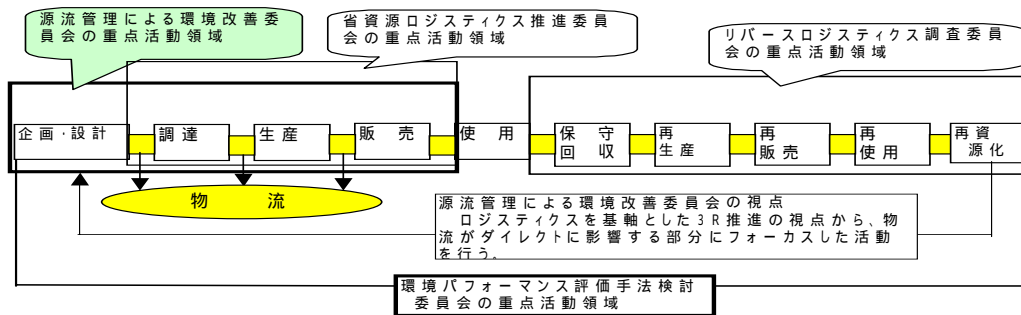 源流管理による環境改善委
員会の重点活動領域
省資源ロジスティクス推進委員
会の重点活動領域
リバースロジスティクス調査委員
会の重点活動領域
企画・設計
調達
生産
販売
使用
保守
回収
再
生産
再
販売
再
使用
再資
源化
物流
源流管理による環境改善委員会の視点
ロジスティクスを基軸とした3R推進の視点から、物
流がダイレクトに影響する部分にフォーカスした活動
を行う。
環境パフォーマンス評価手法検討
委員会の重点活動領域